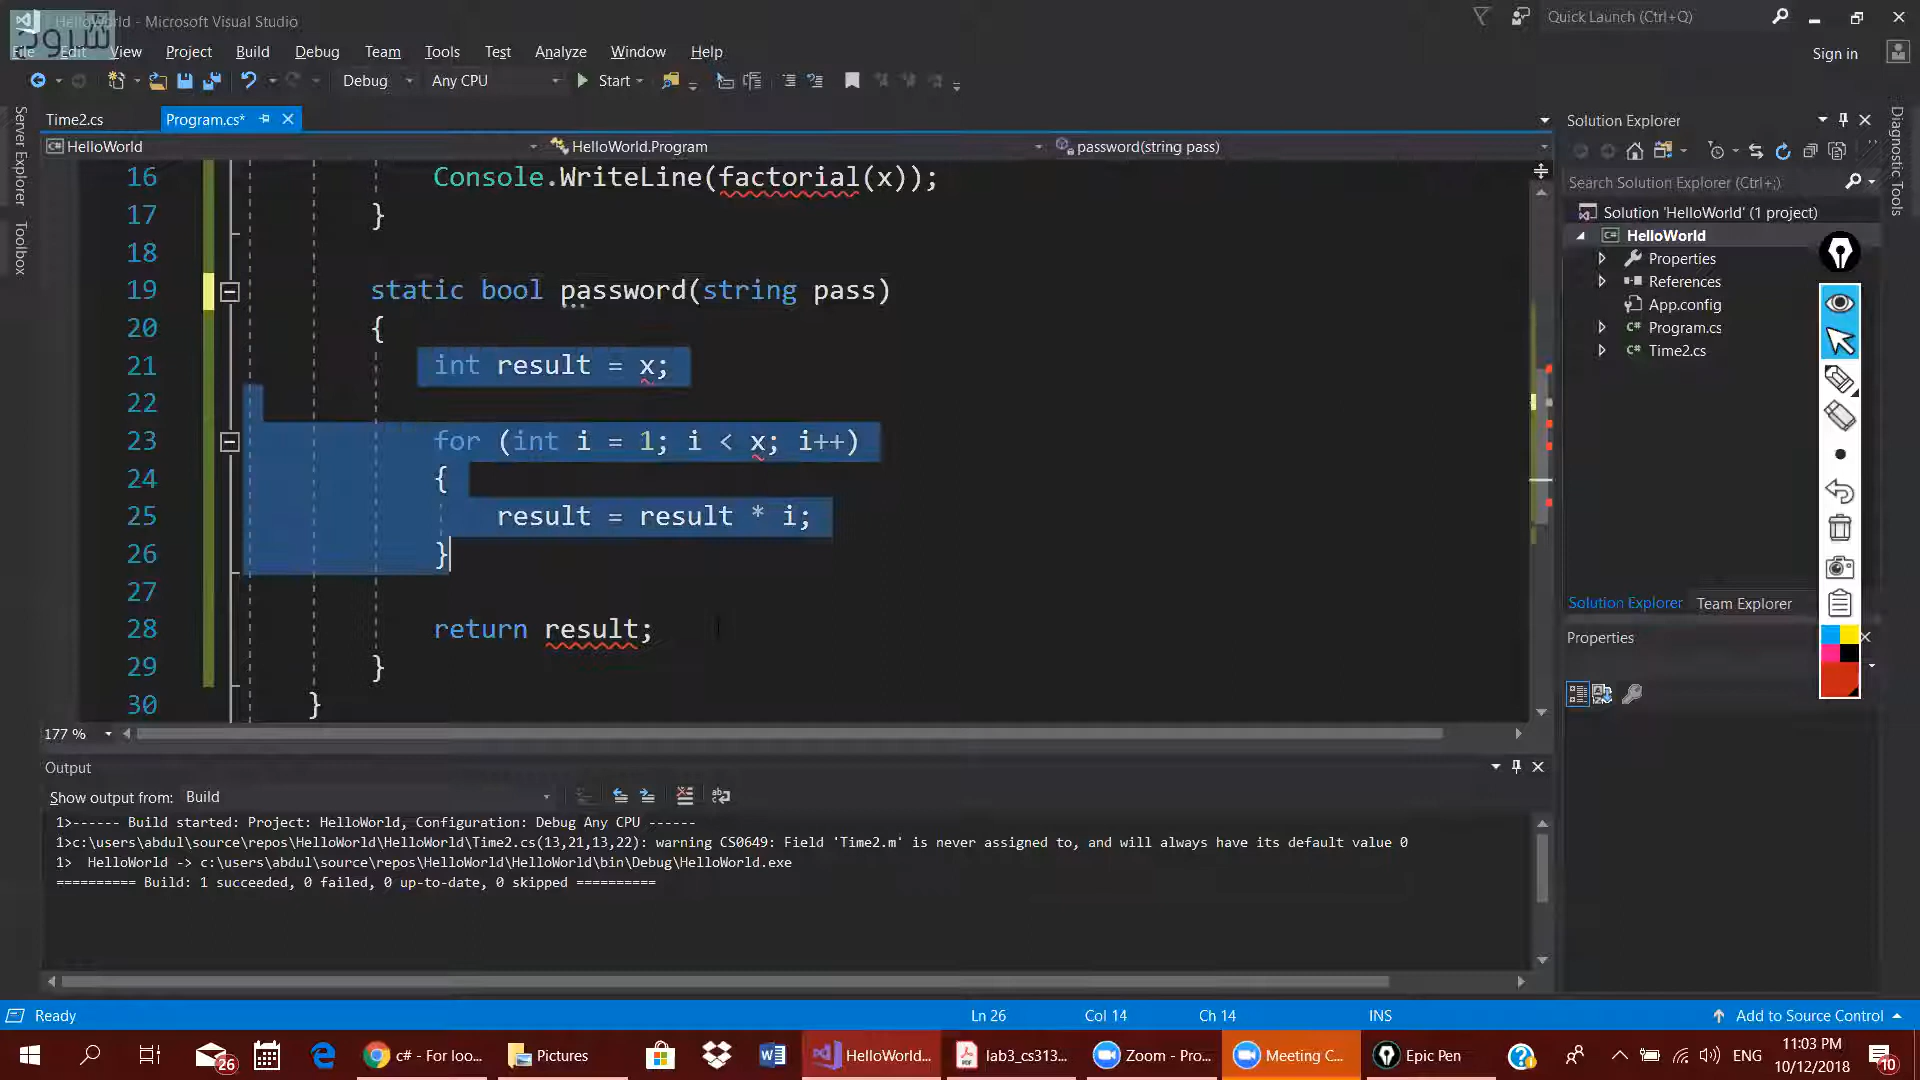 HelloWorld - Microsoft Visual Studio
Quick Launch (Ctrl+Q)
File Edit View Project Build Debug Team Tools Test Analyze Window Help
Sign in
Debug Any CPU Start
Server Explorer
Toolbox
Time2.cs Program.cs*
HelloWorld HelloWorld.Program password(string pass)
16 Console.WriteLine(factorial(x));
17 }
18
19 static bool password(string pass)
20 {
21 int result = x;
22
23 for (int i = 1; i < x; i++)
24 {
25 result = result * i;
26 }
27
28 return result;
29 }
30 }
177 %
Output
Show output from: Build
1>------ Build started: Project: HelloWorld, Configuration: Debug Any CPU ------
1>c:\users\abdul\source\repos\HelloWorld\HelloWorld\Time2.cs(13,21,13,22): warning CS0649: Field 'Time2.m' is never assigned to, and will always have its default value 0
1> HelloWorld -> c:\users\abdul\source\repos\HelloWorld\HelloWorld\bin\Debug\HelloWorld.exe
========== Build: 1 succeeded, 0 failed, 0 up-to-date, 0 skipped ==========
Solution Explorer
Search Solution Explorer (Ctrl+;)
Solution 'HelloWorld' (1 project)
HelloWorld
Properties
References
App.config
Program.cs
Time2.cs
Solution Explorer Team Explorer
Properties
Diagnostic Tools
Ready Ln 26 Col 14 Ch 14 INS Add to Source Control
26 c# - For loo... Pictures HelloWorld... lab3_cs313... Zoom - Pro... Meeting C... Epic Pen ENG 11:03 PM
10/12/2018 10